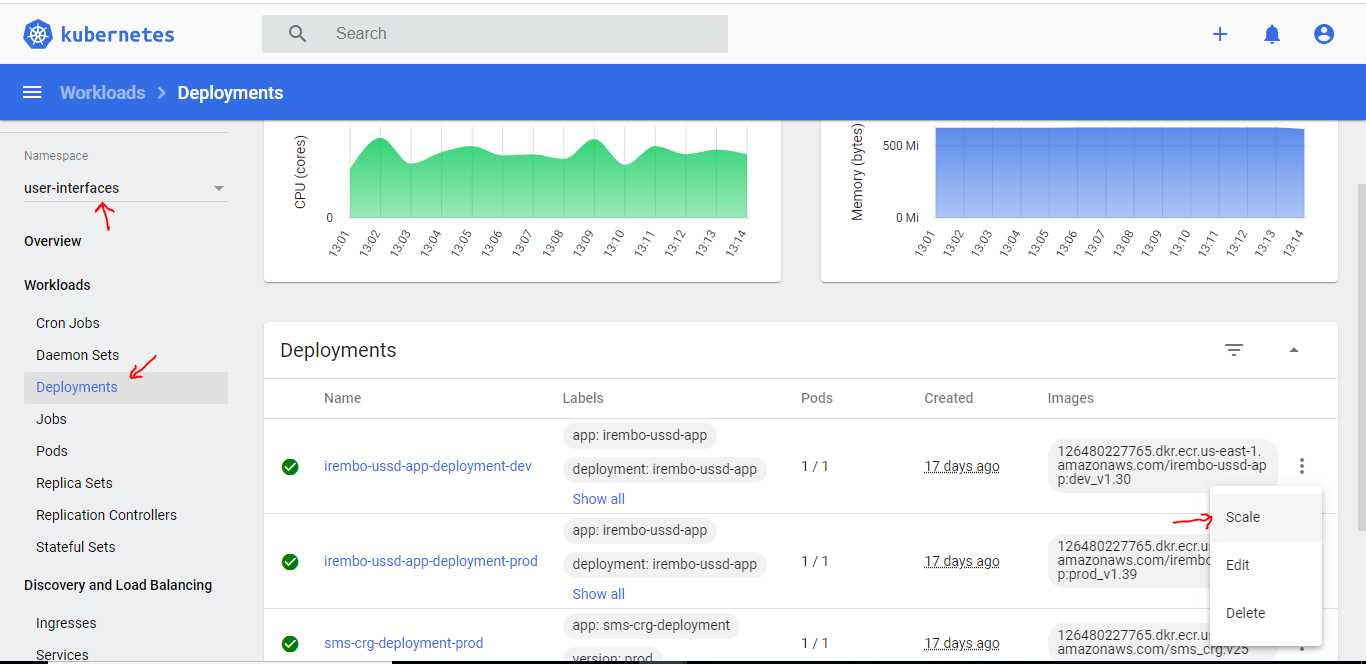 kubernetes
Search
Workloads > Deployments
Namespace
user-interfaces
Overview
Workloads
Cron Jobs
Daemon Sets
Deployments
Jobs
Pods
Replica Sets
Replication Controllers
Stateful Sets
Discovery and Load Balancing
Ingresses
Services
CPU (cores)
0
13:01 13:02 13:03 13:04 13:05 13:06 13:07 13:08 13:09 13:10 13:11 13:12 13:13 13:14
Memory (bytes)
500 Mi
0 Mi
13:01 13:02 13:03 13:04 13:05 13:06 13:07 13:08 13:09 13:10 13:11 13:12 13:13 13:14
Deployments
Name Labels Pods Created Images
irembo-ussd-app-deployment-dev
app: irembo-ussd-app
deployment: irembo-ussd-app
Show all
1 / 1
17 days ago
126480227765.dkr.ecr.us-east-1.
amazonaws.com/irembo-ussd-ap
p:dev_v1.30
irembo-ussd-app-deployment-prod
app: irembo-ussd-app
deployment: irembo-ussd-app
Show all
1 / 1
17 days ago
126480227765.dkr.ecr.us
amazonaws.com/irembo
p:prod_v1.39
sms-crg-deployment-prod
app: sms-crg-deployment
version: prod
1 / 1
17 days ago
126480227765.dkr.ecr.us
amazonaws.com/sms_crg:v25
Scale
Edit
Delete